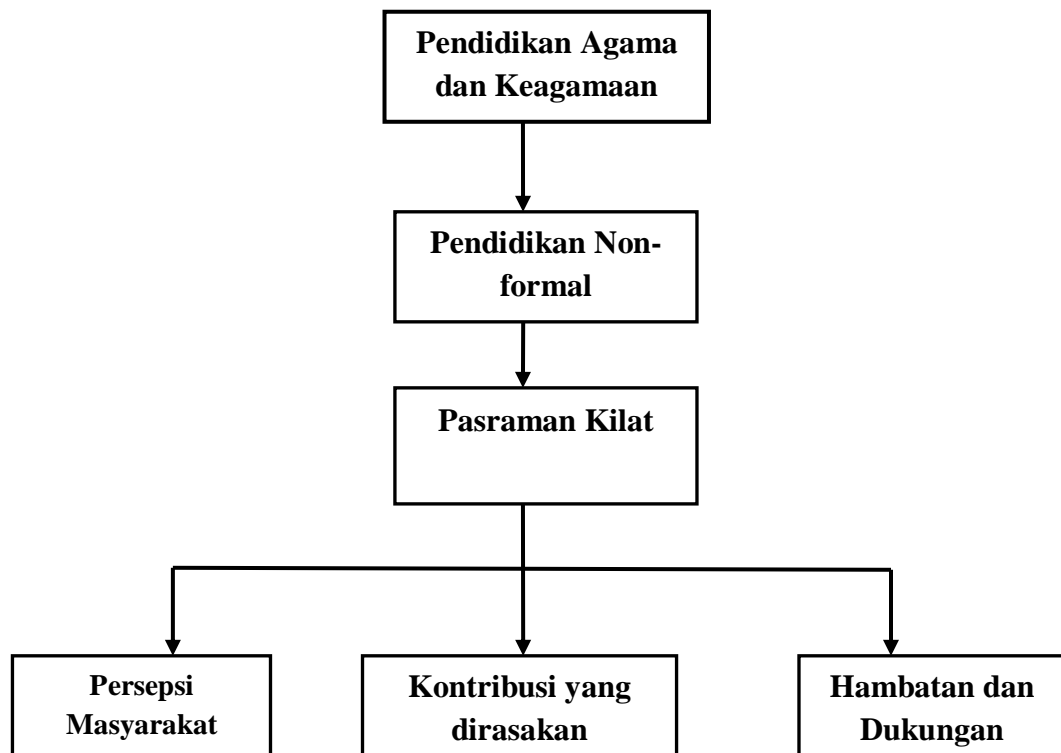 Pendidikan Agama
dan Keagamaan
Pendidikan Non-
formal
Pasraman Kilat
Persepsi
Masyarakat
Kontribusi yang
dirasakan
Hambatan dan
Dukungan